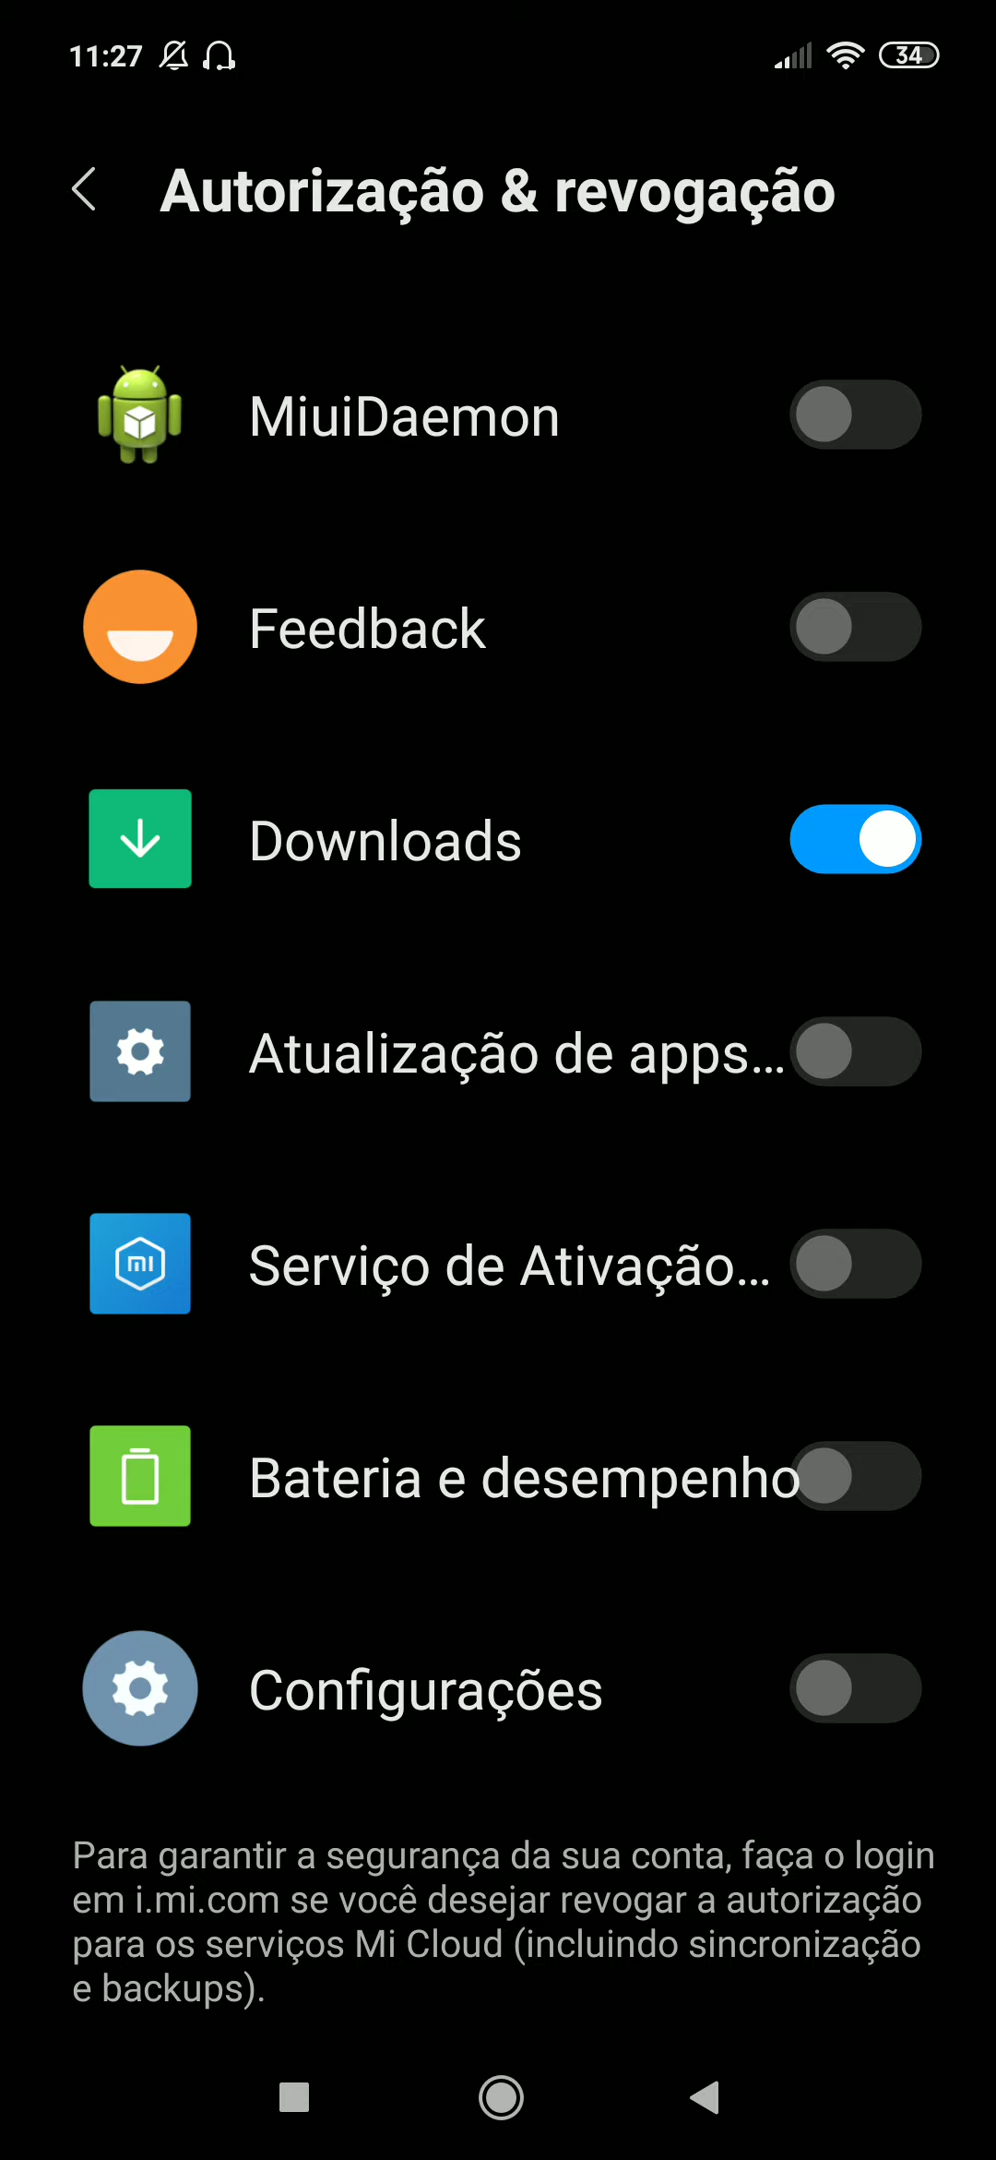 11:27 34
Autorização & revogação
MiuiDaemon
Feedback
Downloads
Atualização de apps...
mi
Serviço de Ativação...
Bateria e desempenho
Configurações
Para garantir a segurança da sua conta, faça o login
em i.mi.com se você desejar revogar a autorização
para os serviços Mi Cloud (incluindo sincronização
e backups).